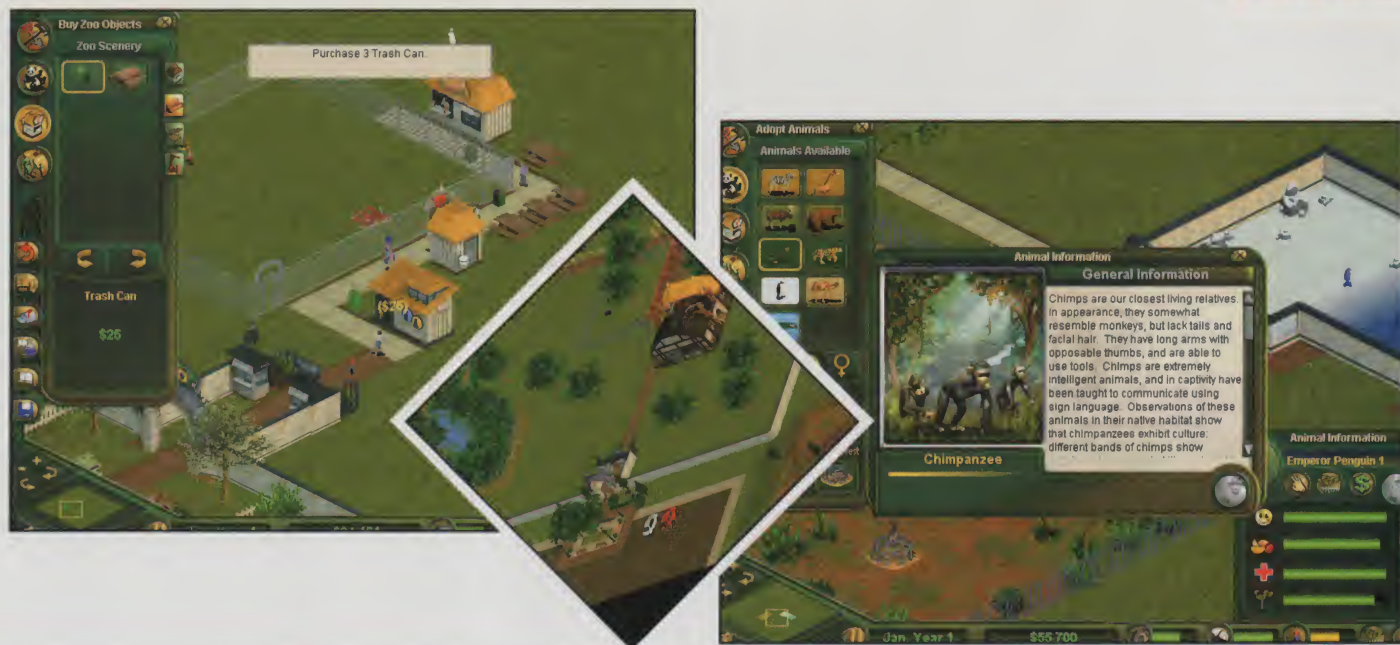 Buy Zoo Objects
Zoo Scenery
Purchase 3 Trash Can.
($25)
Trash Can
$25
Adopt Animals
Animals Available
Animal Information
General Information
Chimps are our closest living relatives.
In appearance, they somewhat
resemble monkeys, but lack tails and
facial hair. They have long arms with
opposable thumbs, and are able to
use tools. Chimps are extremely
intelligent animals, and in captivity have
been taught to communicate using
sign language. Observations of these
animals in their native habitat show
that chimpanzees exhibit culture:
different bands of chimps show
Chimpanzee
Animal Information
Emperor Penguin 1
Jan, Year 1
$55,700